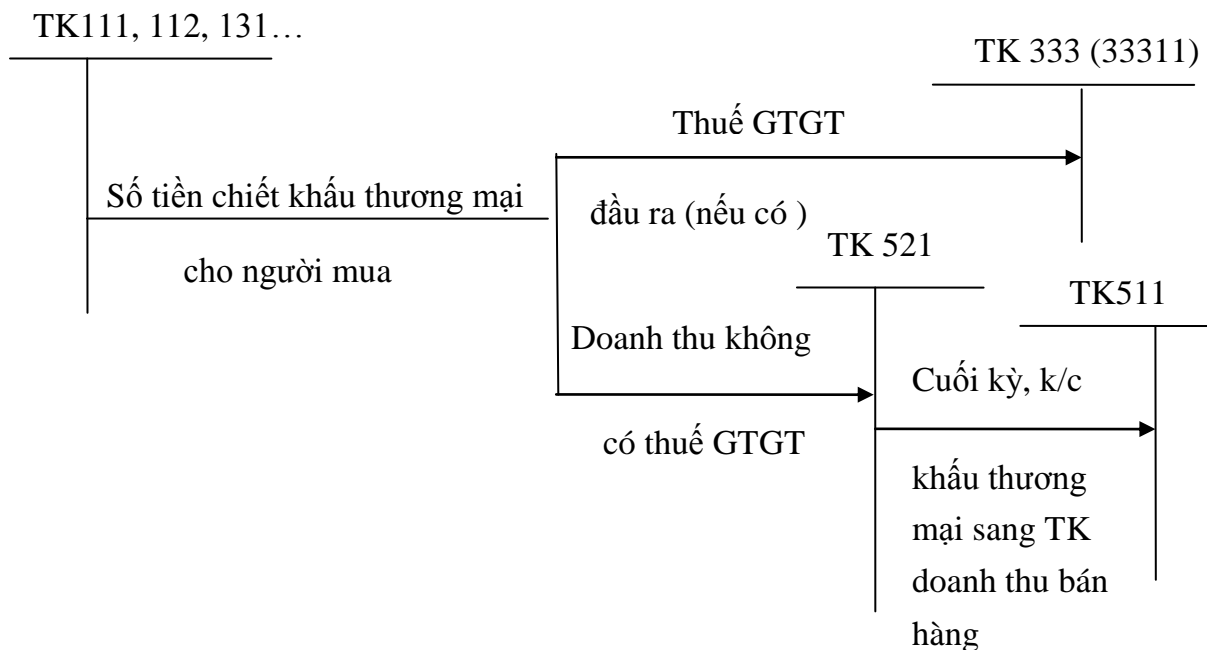 TK111, 112, 131…
TK 333 (33311)
Thuế GTGT
Số tiền chiết khấu thương mại
đầu ra (nếu có )
cho người mua
TK 521
TK511
Doanh thu không
có thuế GTGT
Cuối kỳ, k/c
khấu thương
mại sang TK
doanh thu bán
hàng